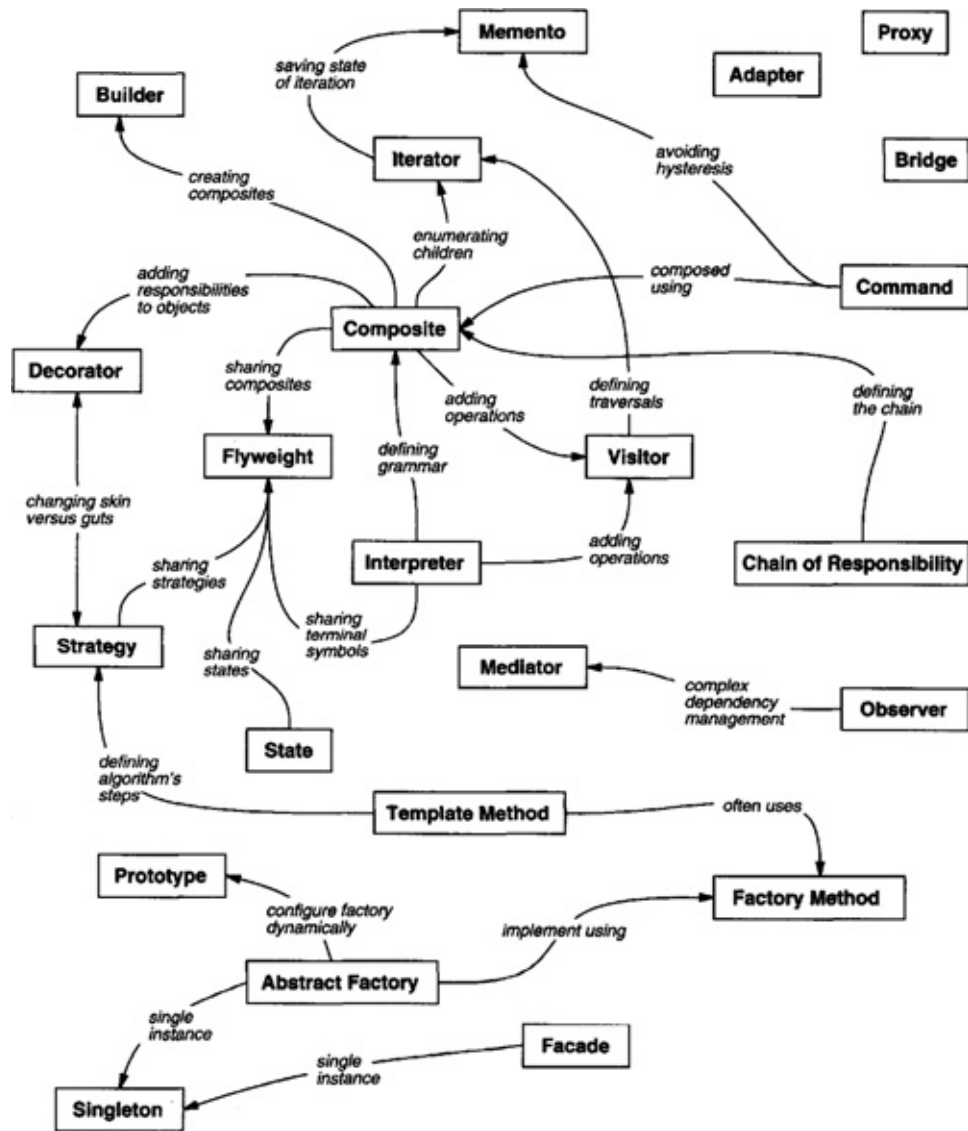 Memento
Proxy
Adapter
saving state
of iteration
Builder
Iterator
avoiding
hysteresis
Bridge
creating
composites
enumerating
children
adding
responsibilities
to objects
composed
using
Command
Composite
Decorator
sharing
composites
adding
operations
defining
traversals
defining
the chain
Flyweight
defining
grammar
Visitor
changing skin
versus guts
sharing
strategies
Interpreter
adding
operations
Chain of Responsibility
sharing
terminal
symbols
Strategy
sharing
states
Mediator
complex
dependency
management
Observer
State
defining
algorithm's
steps
Template Method
often uses
Prototype
Factory Method
configure factory
dynamically
implement using
Abstract Factory
single
instance
Facade
single
instance
Singleton